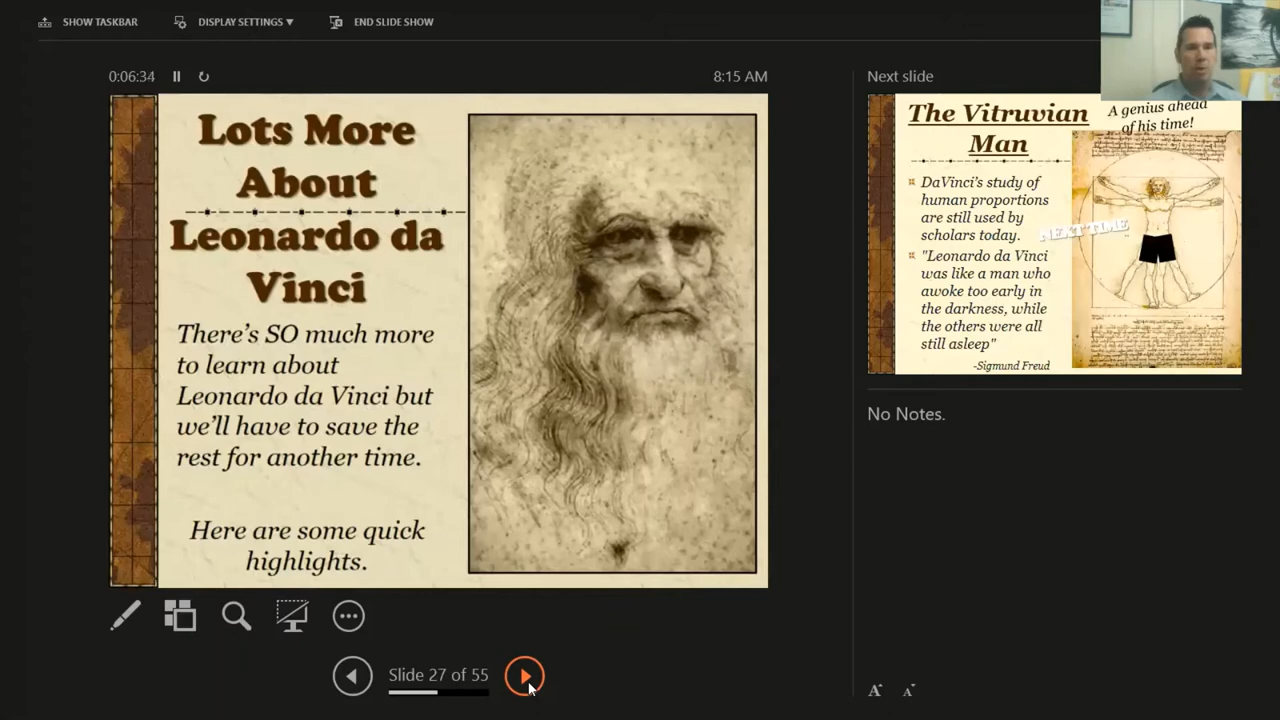 SHOW TASKBAR
DISPLAY SETTINGS ▼
END SLIDE SHOW
0:06:34
8:15 AM
Lots More
About
Leonardo da
Vinci
There's SO much more
to learn about
Leonardo da Vinci but
we'll have to save the
rest for another time.
Here are some quick
highlights.
Slide 27 of 55
Next slide
The Vitruvian
Man
A genius ahead
of his time!
DaVinci's study of
human proportions
are still used by
scholars today.
NEXT TIME
"Leonardo da Vinci
was like a man who
awoke too early in
the darkness, while
the others were all
still asleep"
-Sigmund Freud
No Notes.
A A